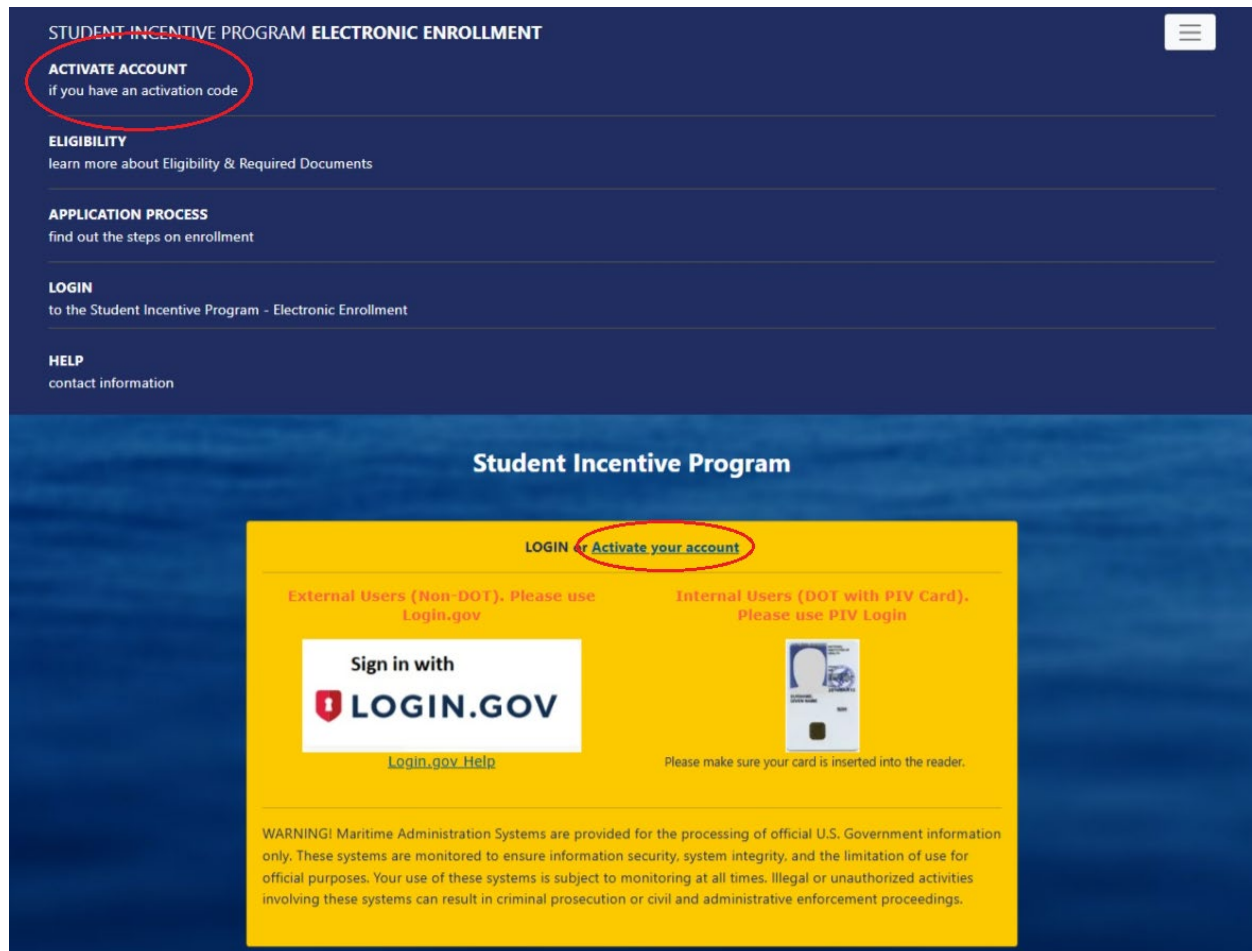 STUDENT INCENTIVE PROGRAM ELECTRONIC ENROLLMENT
ACTIVATE ACCOUNT
if you have an activation code
ELIGIBILITY
learn more about Eligibility & Required Documents
APPLICATION PROCESS
find out the steps on enrollment
LOGIN
to the Student Incentive Program - Electronic Enrollment
HELP
contact information
Student Incentive Program
LOGIN or Activate your account
External Users (Non-DOT). Please use
Login.gov
Sign in with
LOGIN.GOV
Login.gov Help
Internal Users (DOT with PIV Card).
Please use PIV Login
Please make sure your card is inserted into the reader.
WARNING! Maritime Administration Systems are provided for the processing of official U.S. Government information
only. These systems are monitored to ensure information security, system integrity, and the limitation of use for
official purposes. Your use of these systems is subject to monitoring at all times. Illegal or unauthorized activities
involving these systems can result in criminal prosecution or civil and administrative enforcement proceedings.